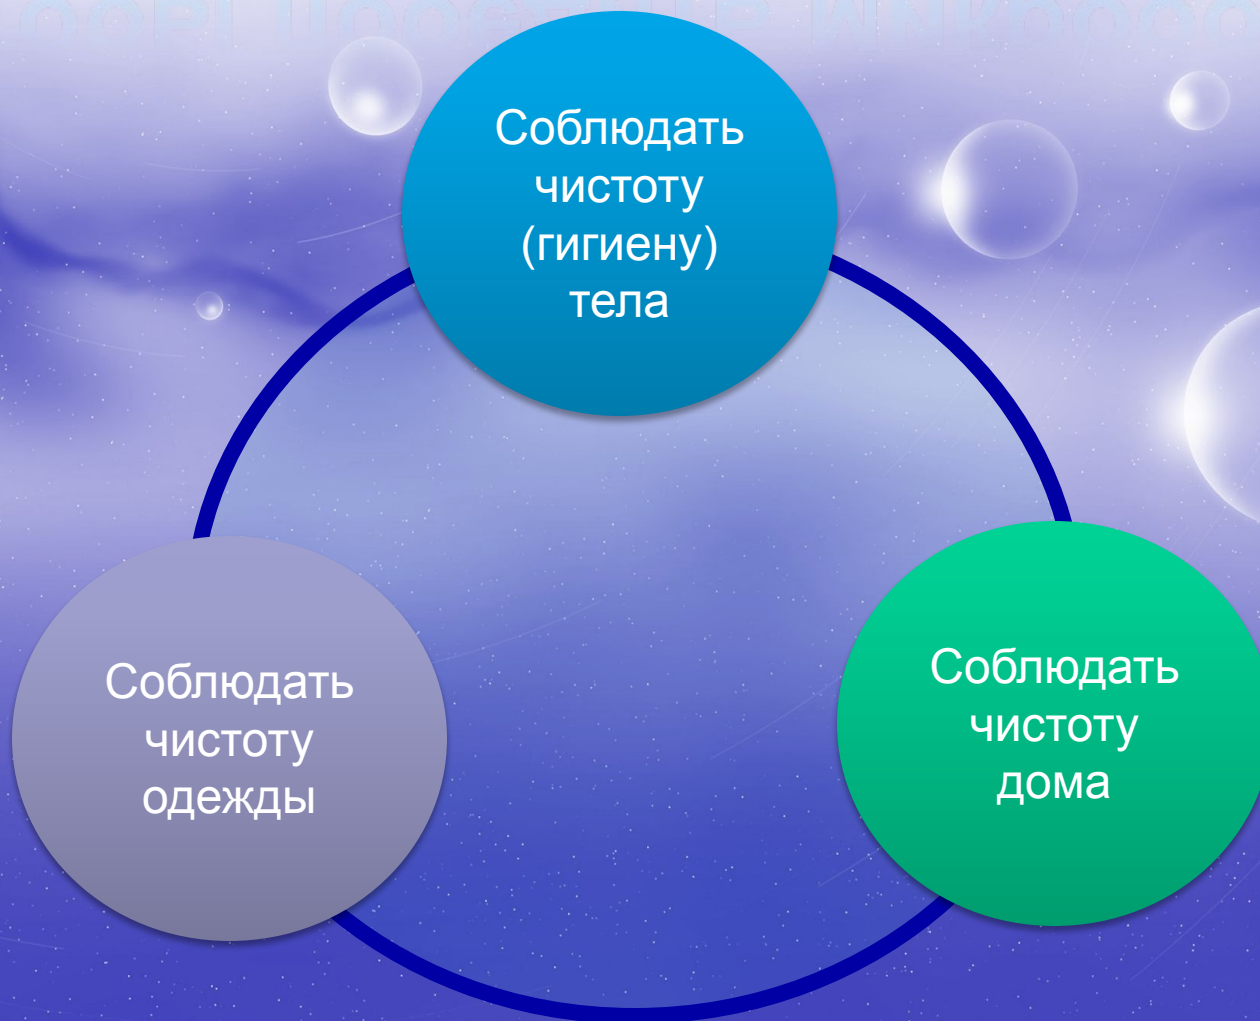 Соблюдать
чистоту
(гигиену)
тела
Соблюдать
чистоту
одежды
Соблюдать
чистоту
дома